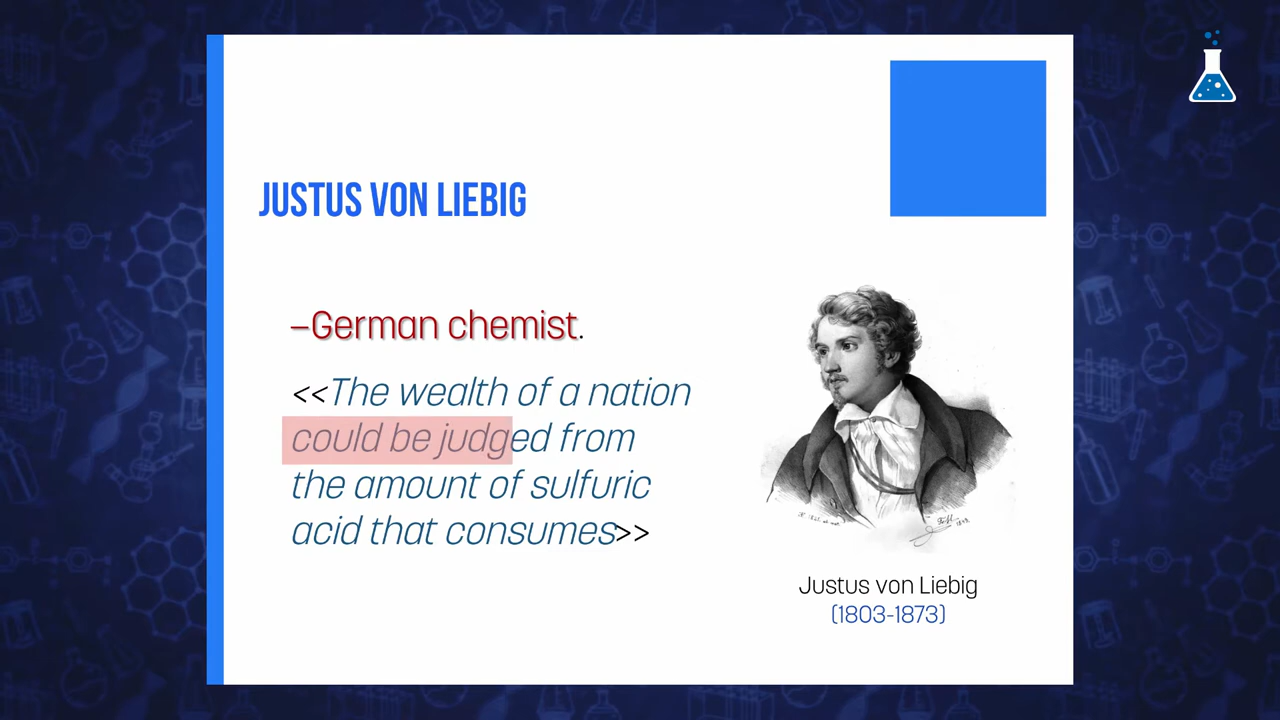 JUSTUS VON LIEBIG
–German chemist.
<<The wealth of a nation
could be judged from
the amount of sulfuric
acid that consumes>>
Justus von Liebig
(1803-1873)